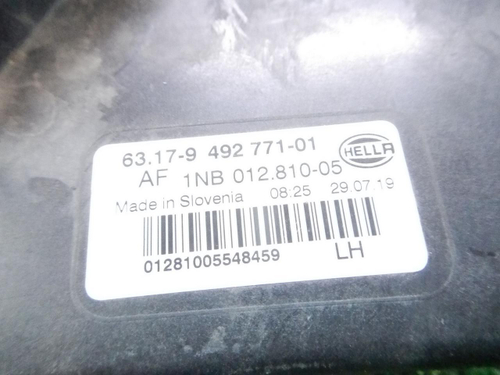 63.17-9 492 771-01
HELLA
AF 1NB 012.810-05
Made in Slovenia 08:25 29.07.19
01281005548459 LH